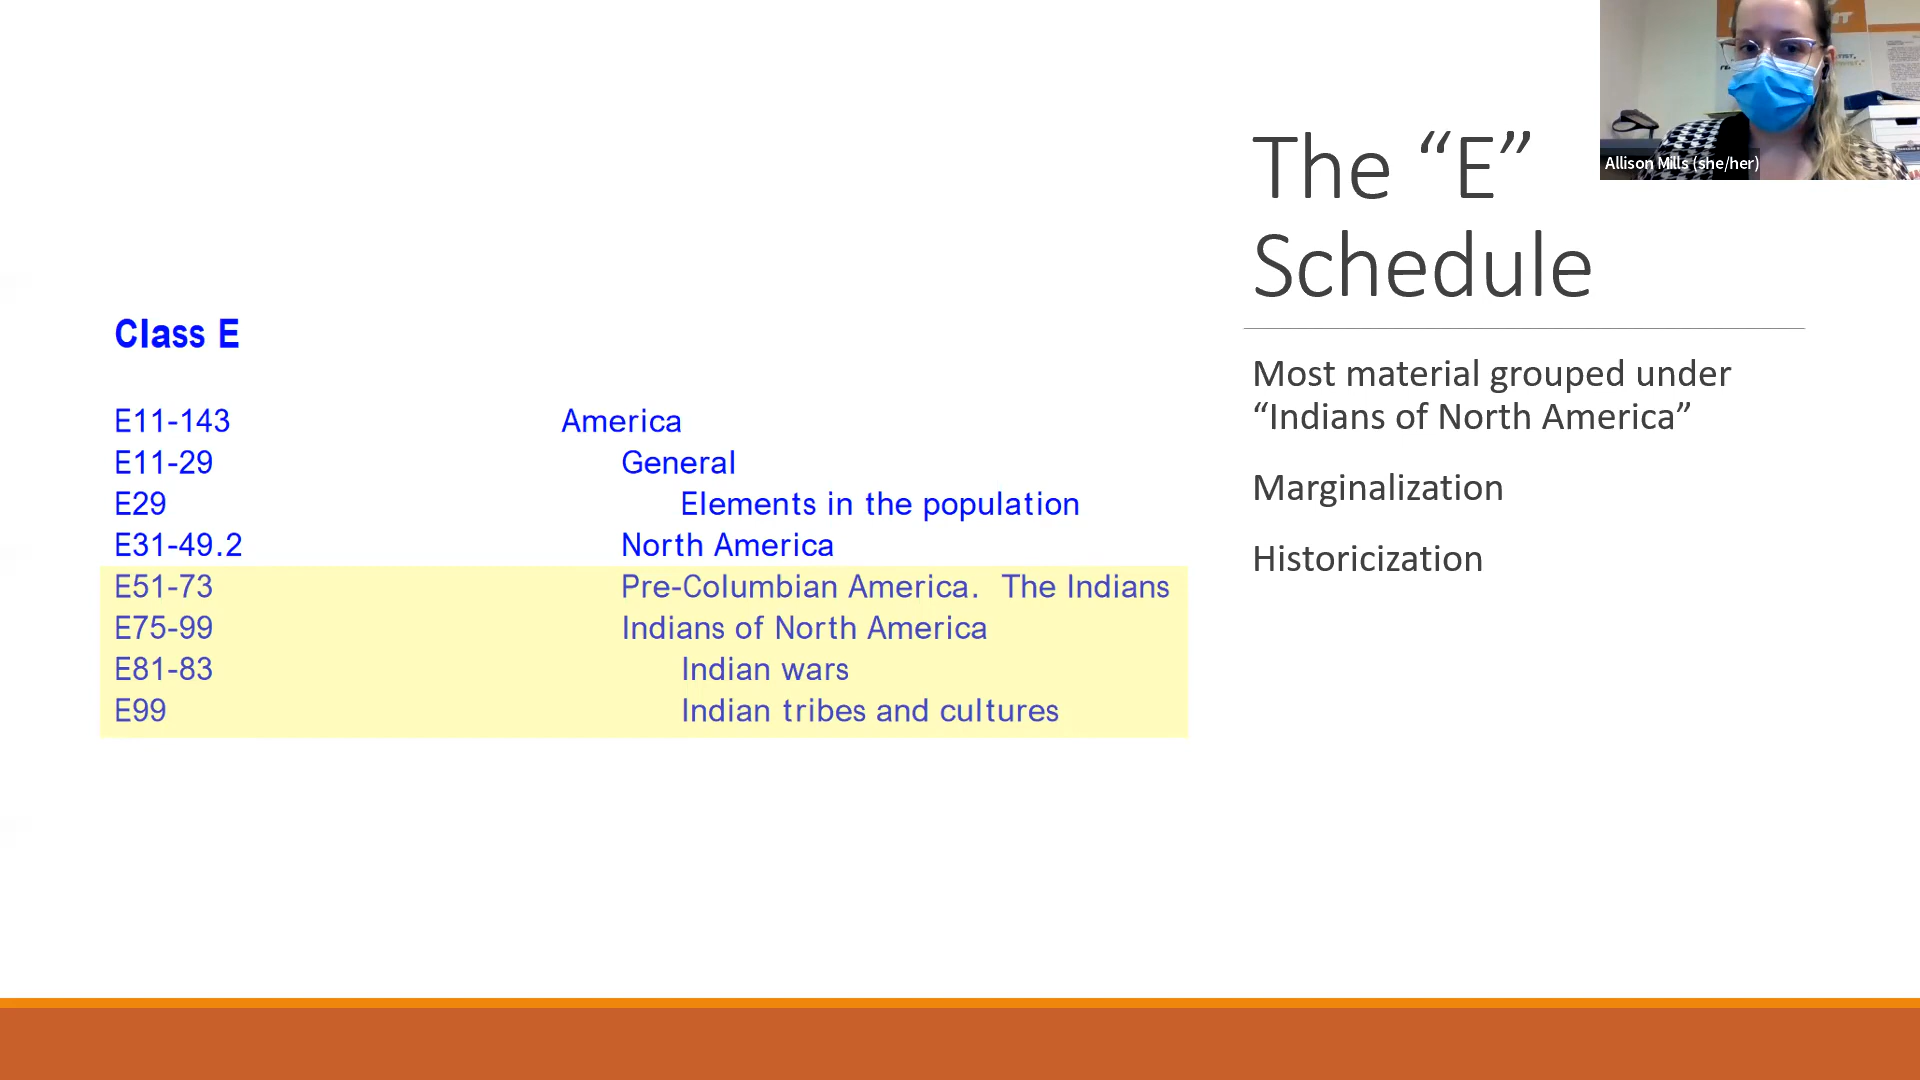 The “E”
Schedule
Allison Mills (she/her)
Class E
E11-143 America
E11-29 General
E29 Elements in the population
E31-49.2 North America
E51-73 Pre-Columbian America. The Indians
E75-99 Indians of North America
E81-83 Indian wars
E99 Indian tribes and cultures
Most material grouped under
“Indians of North America”
Marginalization
Historicization